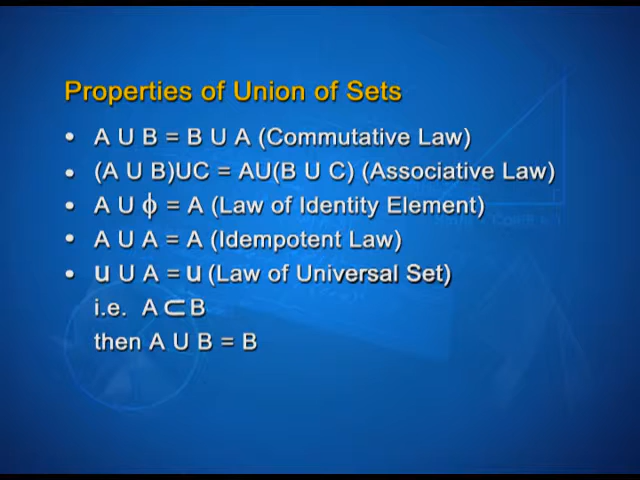 Properties of Union of Sets
• A U B = B U A (Commutative Law)
• (A U B)UC = AU(B U C) (Associative Law)
• A U ϕ = A (Law of Identity Element)
• A U A = A (Idempotent Law)
• u U A = u (Law of Universal Set)
i.e. A ⊂ B
then A U B = B